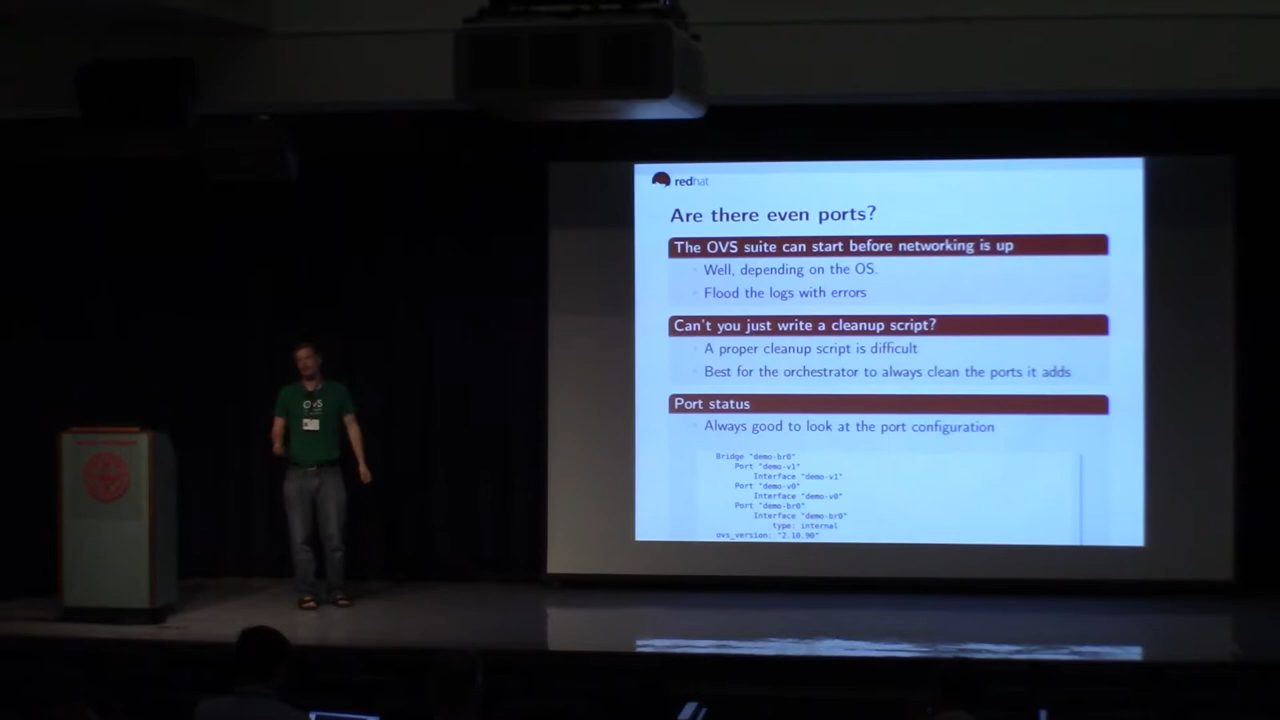 redhat
Are there even ports?
The OVS suite can start before networking is up
Well, depending on the OS.
Flood the logs with errors
Can't you just write a cleanup script?
A proper cleanup script is difficult
Best for the orchestrator to always clean the ports it adds
Port status
Always good to look at the port configuration
Bridge "demo-br0"
Port "demo-v1"
Interface "demo-v1"
Port "demo-v0"
Interface "demo-v0"
Port "demo-br0"
Interface "demo-br0"
type: internal
ovs_version: "2.10.90"
OVS